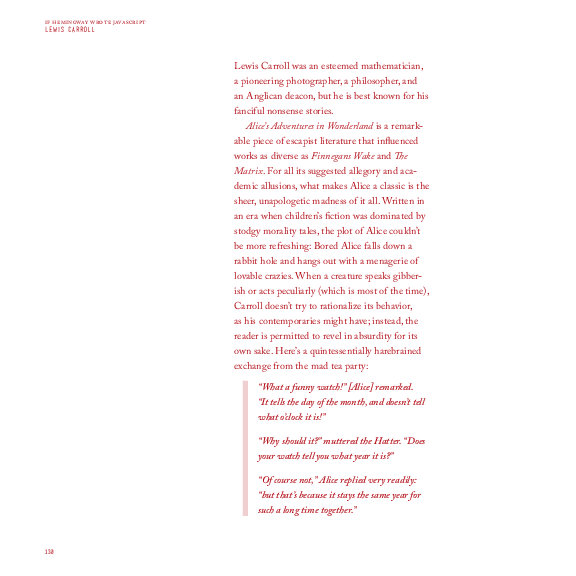 IF HEMINGWAY WROTE JAVASCRIPT
LEWIS CARROLL
Lewis Carroll was an esteemed mathematician,
a pioneering photographer, a philosopher, and
an Anglican deacon, but he is best known for his
fanciful nonsense stories.
Alice's Adventures in Wonderland is a remark-
able piece of escapist literature that influenced
works as diverse as Finnegans Wake and The
Matrix. For all its suggested allegory and aca-
demic allusions, what makes Alice a classic is the
sheer, unapologetic madness of it all. Written in
an era when children's fiction was dominated by
stodgy morality tales, the plot of Alice couldn't
be more refreshing: Bored Alice falls down a
rabbit hole and hangs out with a menagerie of
lovable crazies. When a creature speaks gibber-
ish or acts peculiarly (which is most of the time),
Carroll doesn't try to rationalize its behavior,
as his contemporaries might have; instead, the
reader is permitted to revel in absurdity for its
own sake. Here's a quintessentially harebrained
exchange from the mad tea party:
"What a funny watch!" [Alice] remarked.
"It tells the day of the month, and doesn't tell
what o'clock it is!"
"Why should it?" muttered the Hatter. "Does
your watch tell you what year it is?"
"Of course not," Alice replied very readily:
"but that's because it stays the same year for
such a long time together."
130